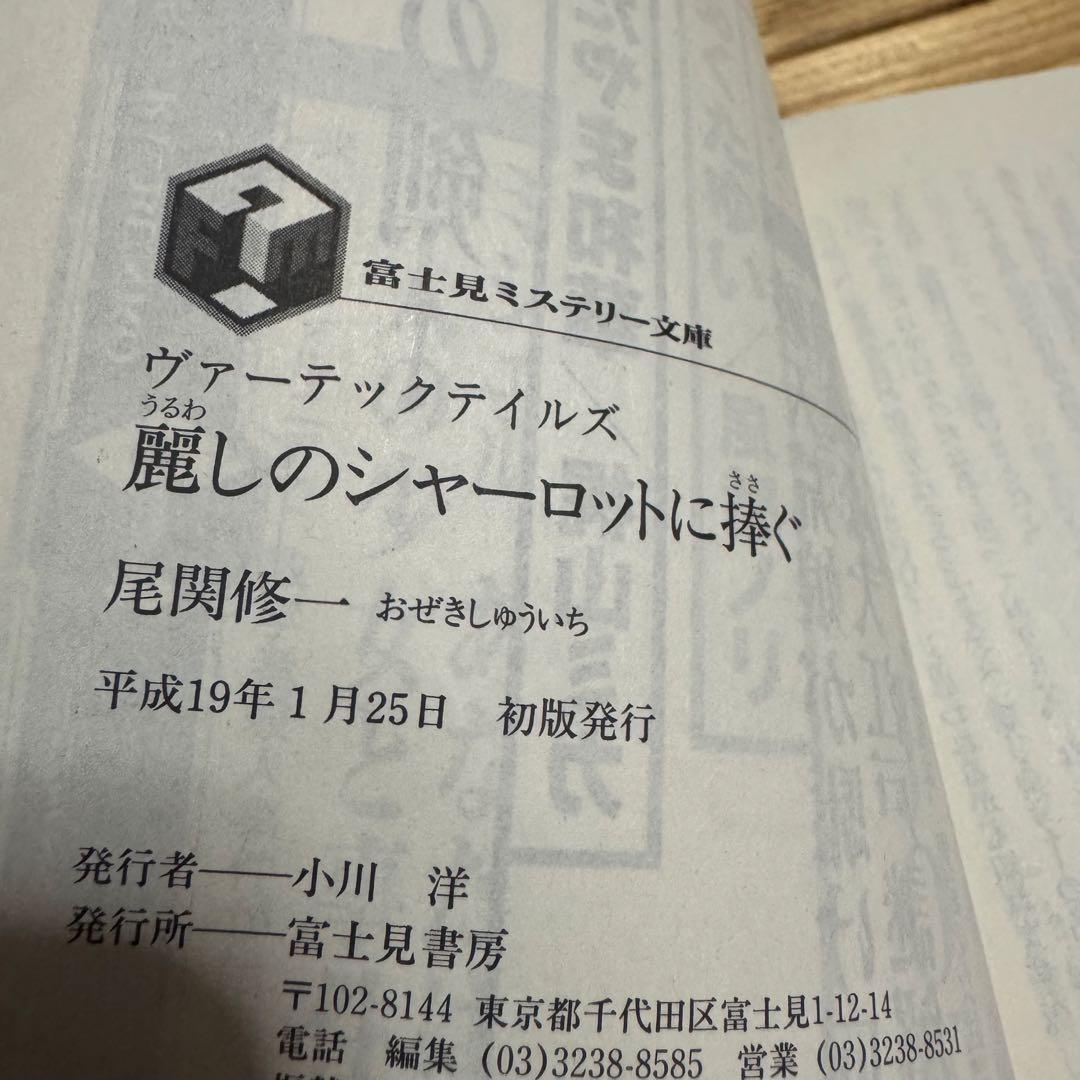 富士見ミステリー文庫
ヴァーテックテイルズ
うるわ ささ
麗しのシャーロットに捧ぐ
尾関修一 おぜきしゅういち
平成19年1月25日 初版発行
発行者――小川 洋
発行所――富士見書房
〒102-8144 東京都千代田区富士見1-12-14
電話 編集 (03)3238-8585 営業 (03)3238-8531